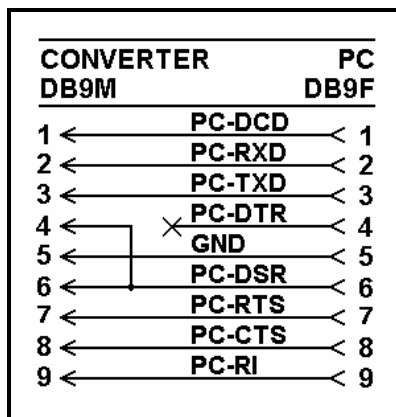 CONVERTER PC
DB9M DB9F
1 PC-DCD 1
2 PC-RXD 2
3 PC-TXD 3
4 PC-DTR 4
5 GND 5
6 PC-DSR 6
7 PC-RTS 7
8 PC-CTS 8
9 PC-RI 9